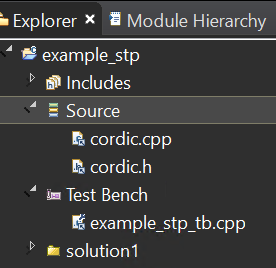 Explorer Module Hierarchy
example_stp
Includes
Source
cordic.cpp
cordic.h
Test Bench
example_stp_tb.cpp
solution1